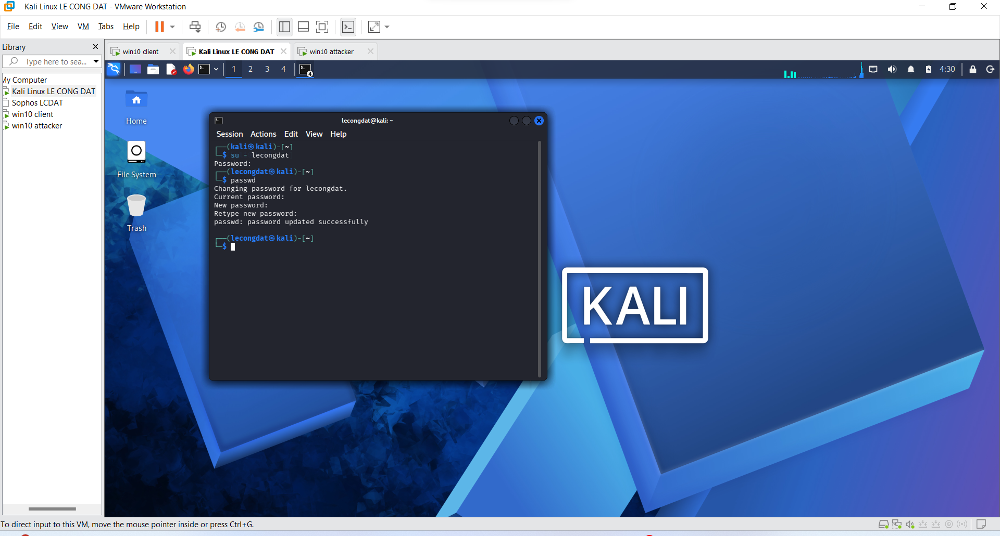 Kali Linux LE CONG DAT - VMware Workstation
File Edit View VM Tabs Help
Library
Type here to sea...
My Computer
Kali Linux LE CONG DAT
Sophos LCDAT
win10 client
win10 attacker
win10 client
Kali Linux LE CONG DAT
win10 attacker
1 2 3 4
4
4:30
Home
File System
Trash
lecongdat@kali: ~
Session Actions Edit View Help
┌──(kali㉿kali)-[~]
└─$ su - lecongdat
Password:
┌──(lecongdat㉿kali)-[~]
└─$ passwd
Changing password for lecongdat.
Current password:
New password:
Retype new password:
passwd: password updated successfully
┌──(lecongdat㉿kali)-[~]
└─$
KALI
To direct input to this VM, move the mouse pointer inside or press Ctrl+G.